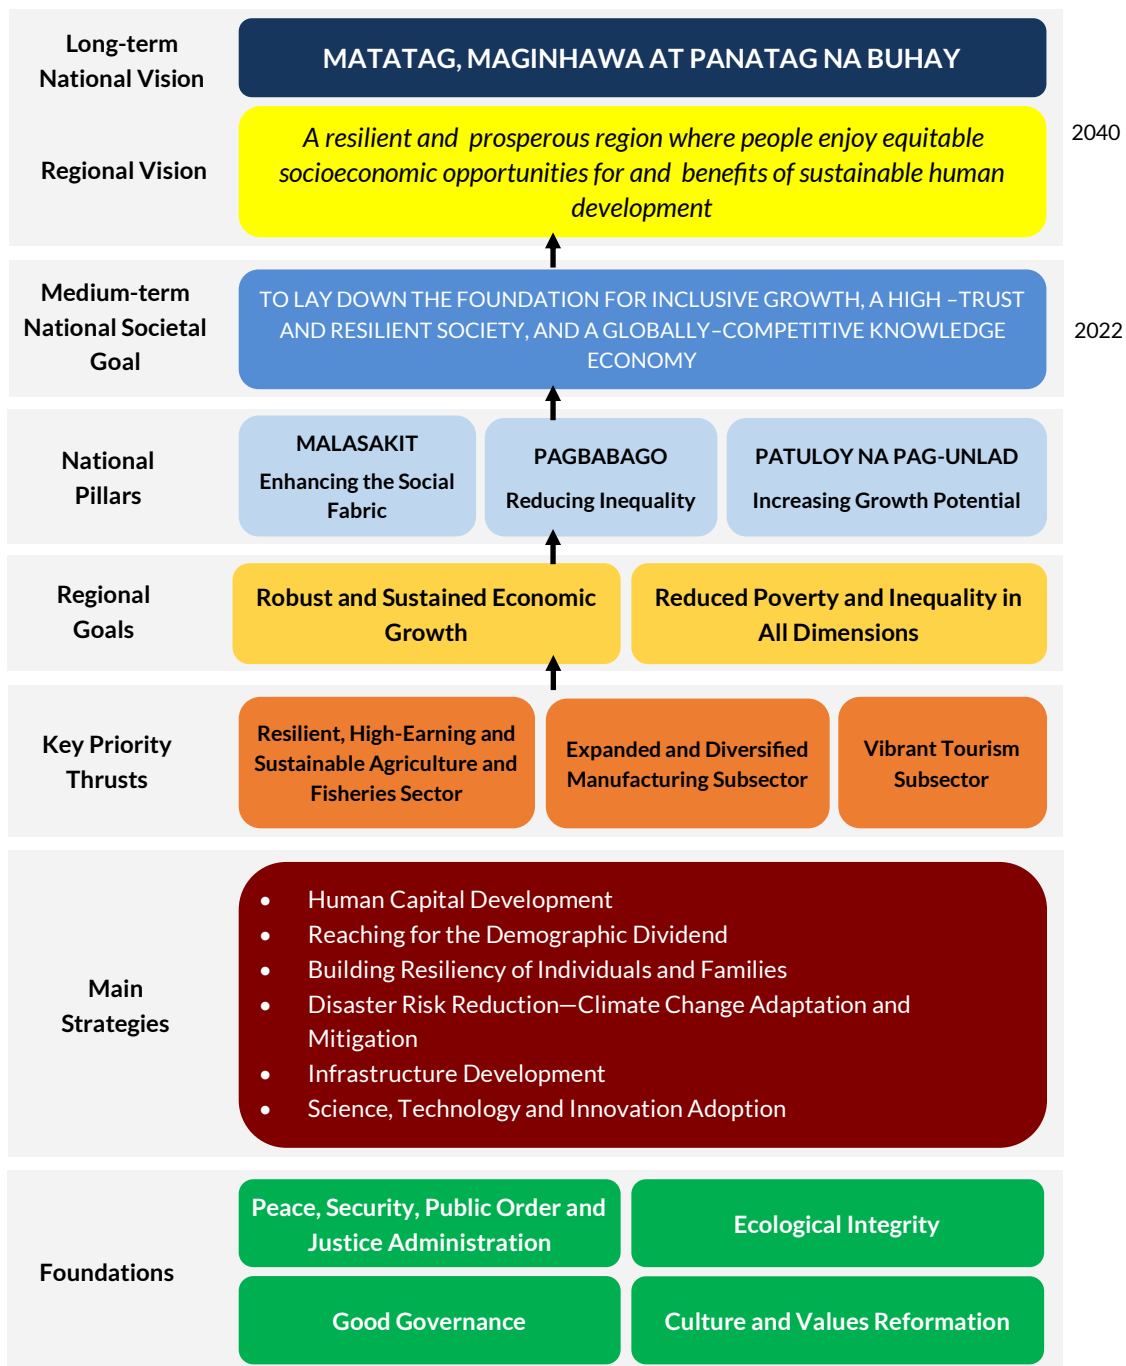 Long-term
National Vision
MATATAG, MAGINHAWA AT PANATAG NA BUHAY
2040
Regional Vision
A resilient and prosperous region where people enjoy equitable
socioeconomic opportunities for and benefits of sustainable human
development
Medium-term
National Societal
Goal
TO LAY DOWN THE FOUNDATION FOR INCLUSIVE GROWTH, A HIGH –TRUST
AND RESILIENT SOCIETY, AND A GLOBALLY–COMPETITIVE KNOWLEDGE
ECONOMY
2022
National
Pillars
MALASAKIT
Enhancing the Social
Fabric
PAGBABAGO
Reducing Inequality
PATULOY NA PAG-UNLAD
Increasing Growth Potential
Regional
Goals
Robust and Sustained Economic
Growth
Reduced Poverty and Inequality in
All Dimensions
Key Priority
Thrusts
Resilient, High-Earning and
Sustainable Agriculture and
Fisheries Sector
Expanded and Diversified
Manufacturing Subsector
Vibrant Tourism
Subsector
Main
Strategies
• Human Capital Development
• Reaching for the Demographic Dividend
• Building Resiliency of Individuals and Families
• Disaster Risk Reduction—Climate Change Adaptation and
Mitigation
• Infrastructure Development
• Science, Technology and Innovation Adoption
Foundations
Peace, Security, Public Order and
Justice Administration
Ecological Integrity
Good Governance
Culture and Values Reformation